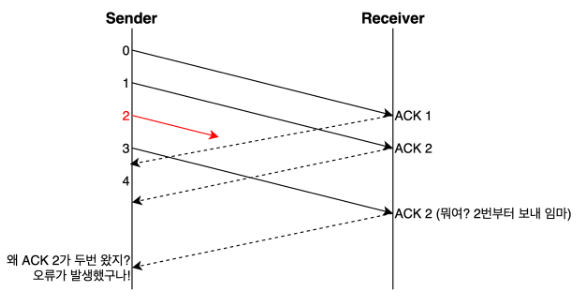 Sender Receiver
0
1
ACK 1
2
ACK 2
3
4
ACK 2 (뭐여? 2번부터 보내 임마)
왜 ACK 2가 두번 왔지?
오류가 발생했구나!